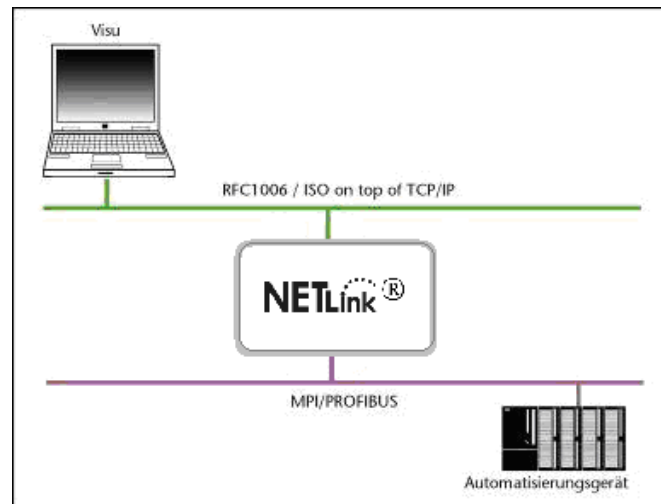 Visu
RFC1006 / ISO on top of TCP/IP
NETLink ®
MPI/PROFIBUS
Automatisierungsgerät